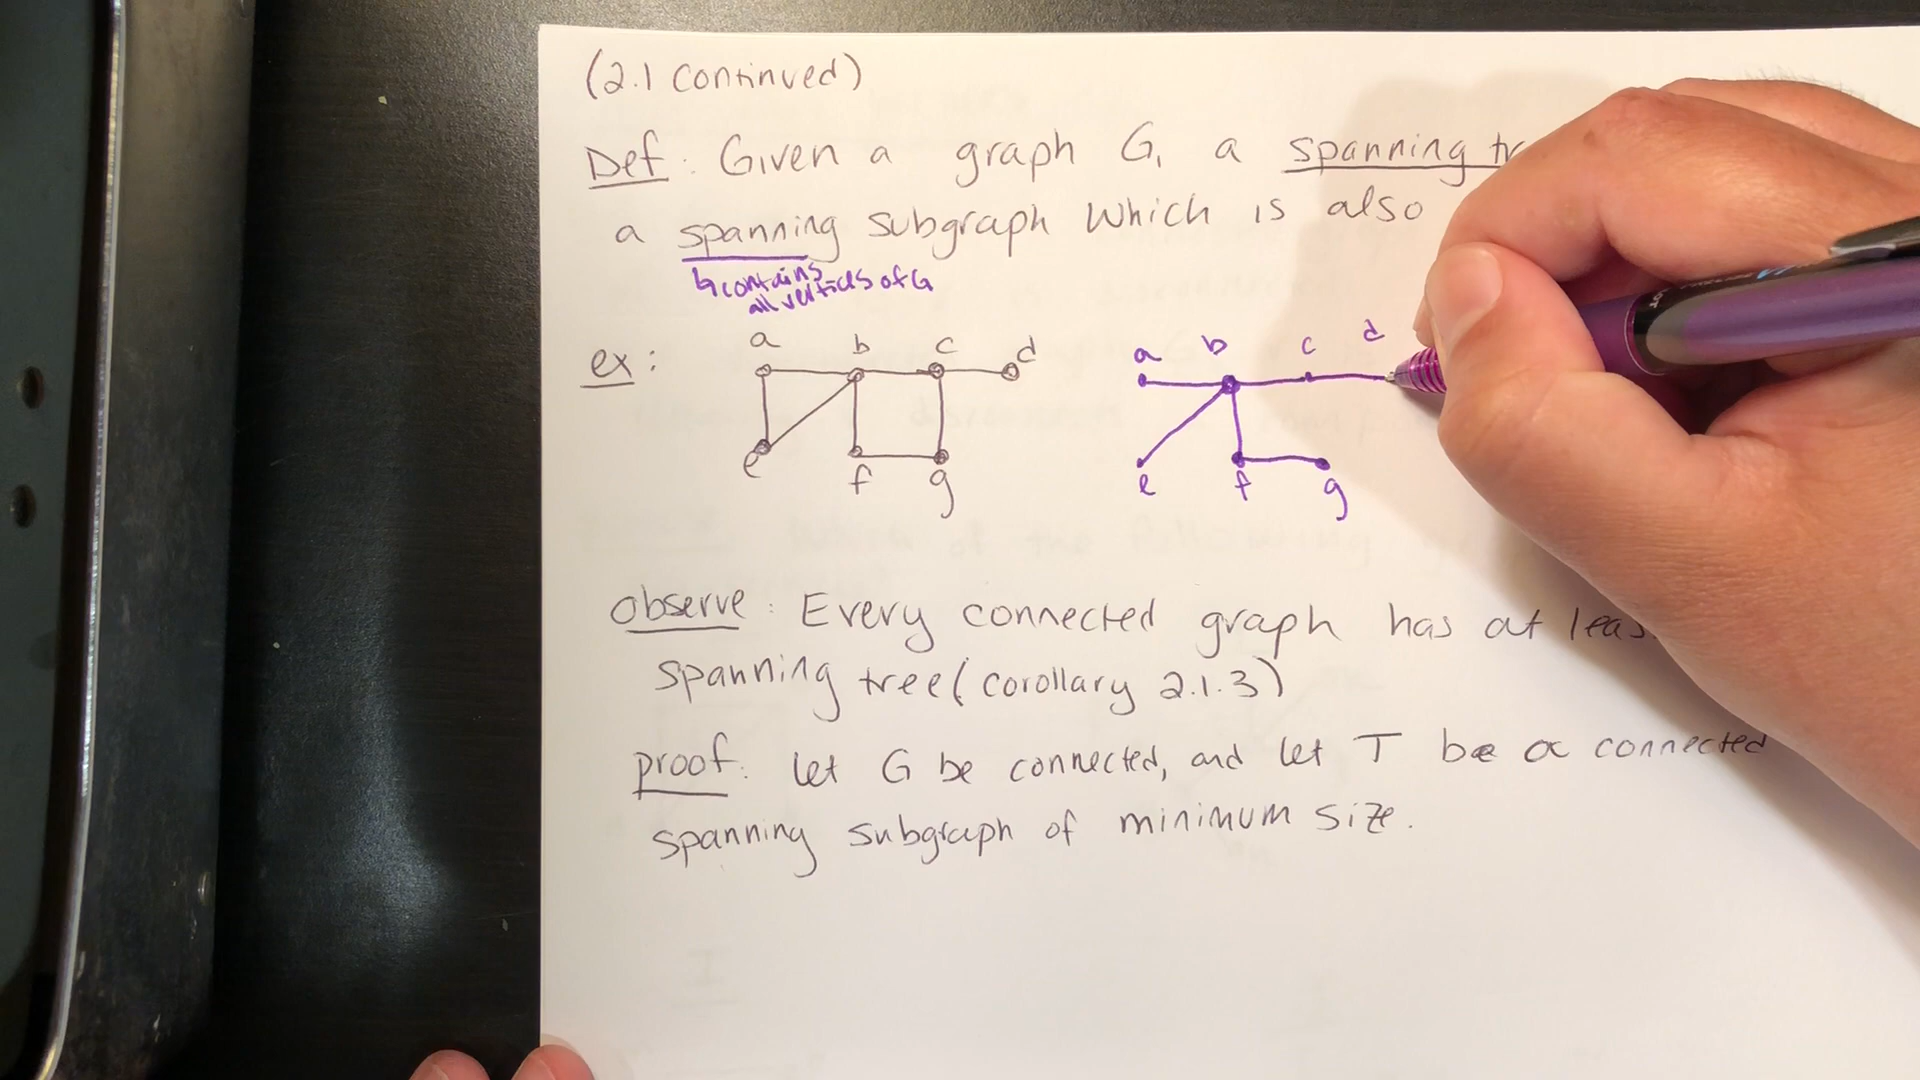 (2.1 continued)
Def: Given a graph G, a spanning tr
a spanning subgraph which is also
↳ contains
all vertices of G
ex:
a b c d
e f g
a b c d
e f g
observe: Every connected graph has at leas
spanning tree (corollary 2.1.3)
proof: let G be connected, and let T be a connected
spanning subgraph of minimum size.